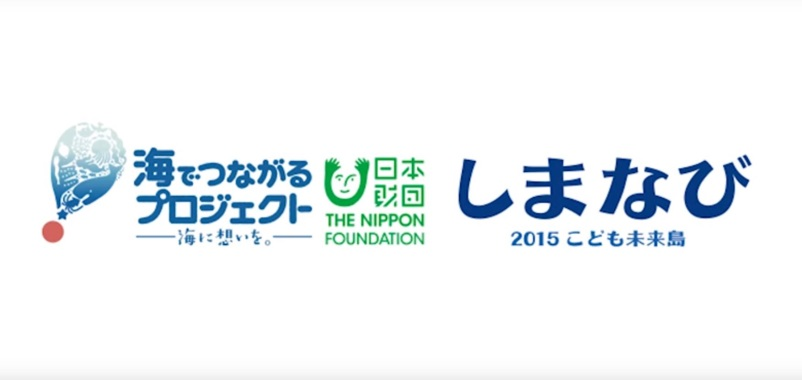 海でつながる
プロジェクト
海に想いを。
日本
財団
THE NIPPON
FOUNDATION
しまなび
2015 こども未来島